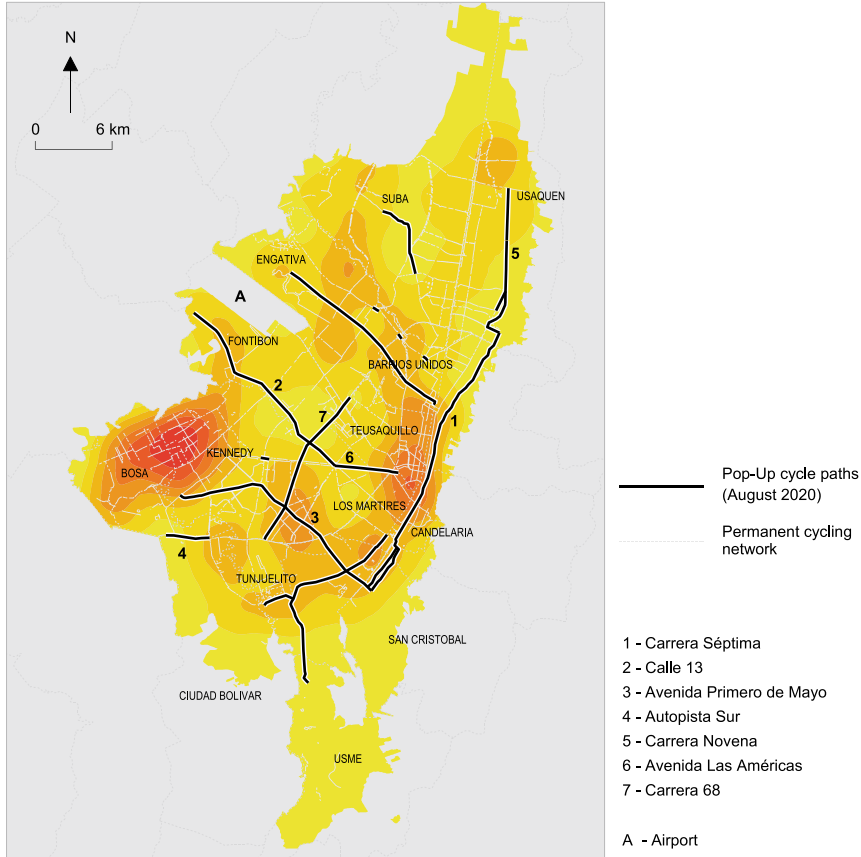 N
0 6 km
SUBA
USAQUEN
5
ENGATIVA
A
FONTIBON
BARRIOS UNIDOS
2
7
1
TEUSAQUILLO
KENNEDY
6
BOSA
LOS MARTIRES
3
CANDELARIA
4
TUNJUELITO
SAN CRISTOBAL
CIUDAD BOLIVAR
USME
Pop-Up cycle paths
(August 2020)
Permanent cycling
network
1 - Carrera Séptima
2 - Calle 13
3 - Avenida Primero de Mayo
4 - Autopista Sur
5 - Carrera Novena
6 - Avenida Las Américas
7 - Carrera 68
A - Airport